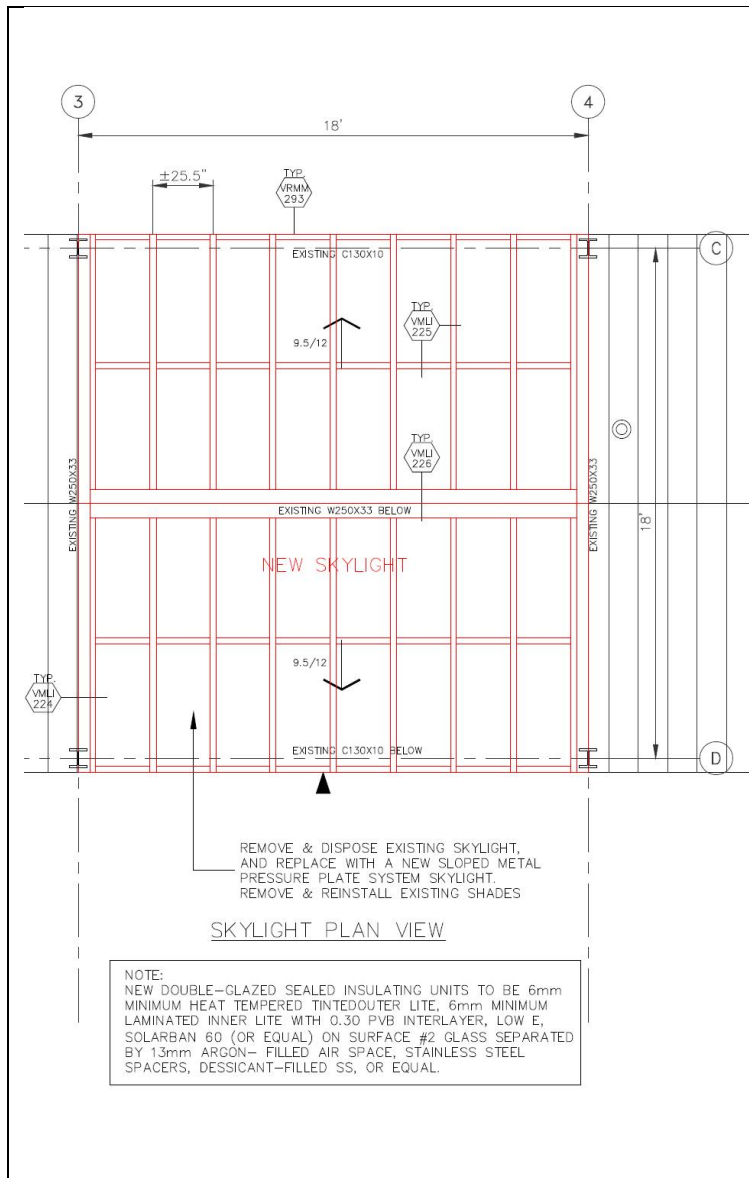 3
4
18'
±25.5"
TYP.
VRMM
293
C
EXISTING C130X10
TYP.
VMLI
225
9.5/12
TYP.
VMLI
226
EXISTING W250X33
EXISTING W250X33 BELOW
EXISTING W250X33
18'
NEW SKYLIGHT
9.5/12
TYP.
VMLI
224
EXISTING C130X10 BELOW
D
REMOVE & DISPOSE EXISTING SKYLIGHT,
AND REPLACE WITH A NEW SLOPED METAL
PRESSURE PLATE SYSTEM SKYLIGHT.
REMOVE & REINSTALL EXISTING SHADES
SKYLIGHT PLAN VIEW
NOTE:
NEW DOUBLE-GLAZED SEALED INSULATING UNITS TO BE 6mm
MINIMUM HEAT TEMPERED TINTEDOUTER LITE, 6mm MINIMUM
LAMINATED INNER LITE WITH 0.30 PVB INTERLAYER, LOW E,
SOLARBAN 60 (OR EQUAL) ON SURFACE #2 GLASS SEPARATED
BY 13mm ARGON- FILLED AIR SPACE, STAINLESS STEEL
SPACERS, DESSICANT-FILLED SS, OR EQUAL.